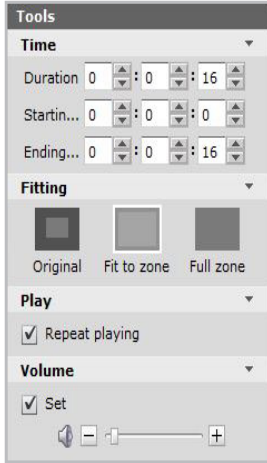 Tools
Time
Duration 0 : 0 : 16
Startin... 0 : 0 : 0
Ending... 0 : 0 : 16
Fitting
Original Fit to zone Full zone
Play
Repeat playing
Volume
Set